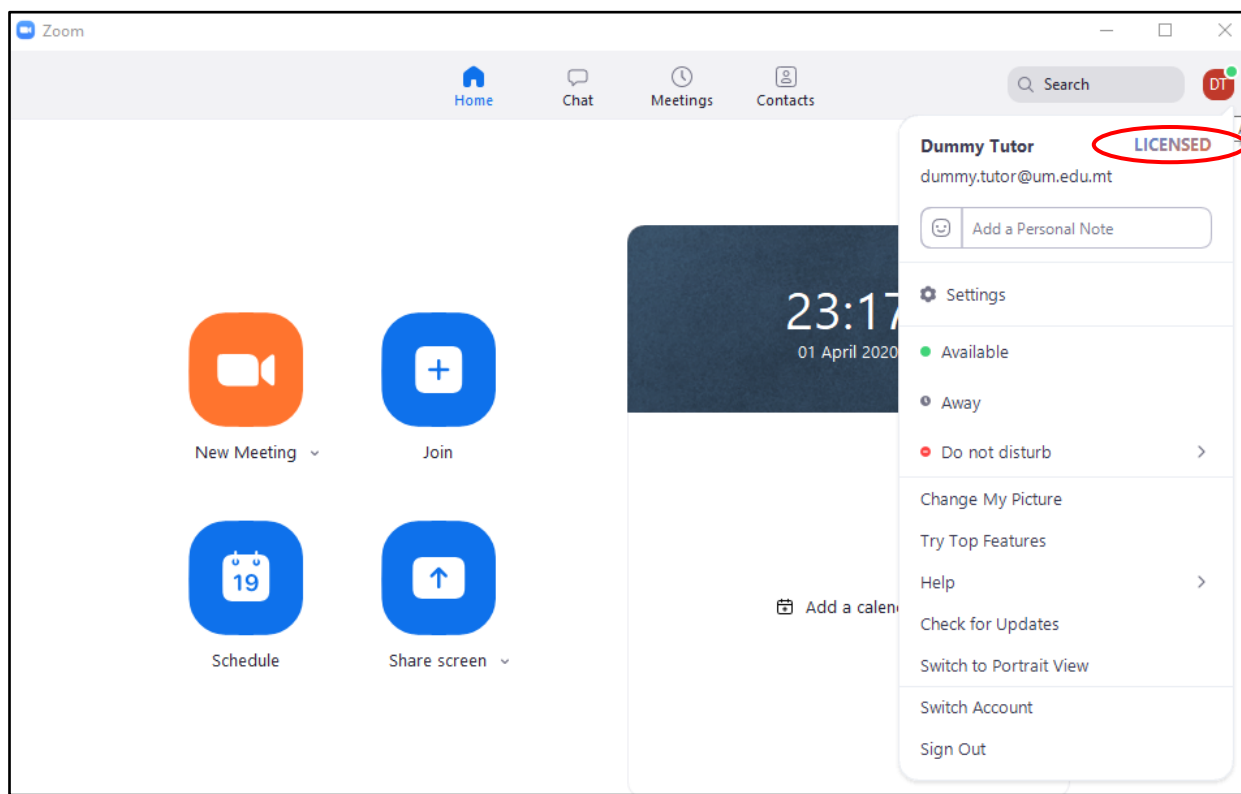 Zoom
Home
Chat
Meetings
Contacts
Search
DT
Dummy Tutor
LICENSED
dummy.tutor@um.edu.mt
Add a Personal Note
23:17
01 April 2020
Settings
Available
Away
New Meeting
Join
Do not disturb
Change My Picture
Try Top Features
19
Help
Add a calen
Check for Updates
Schedule
Share screen
Switch to Portrait View
Switch Account
Sign Out